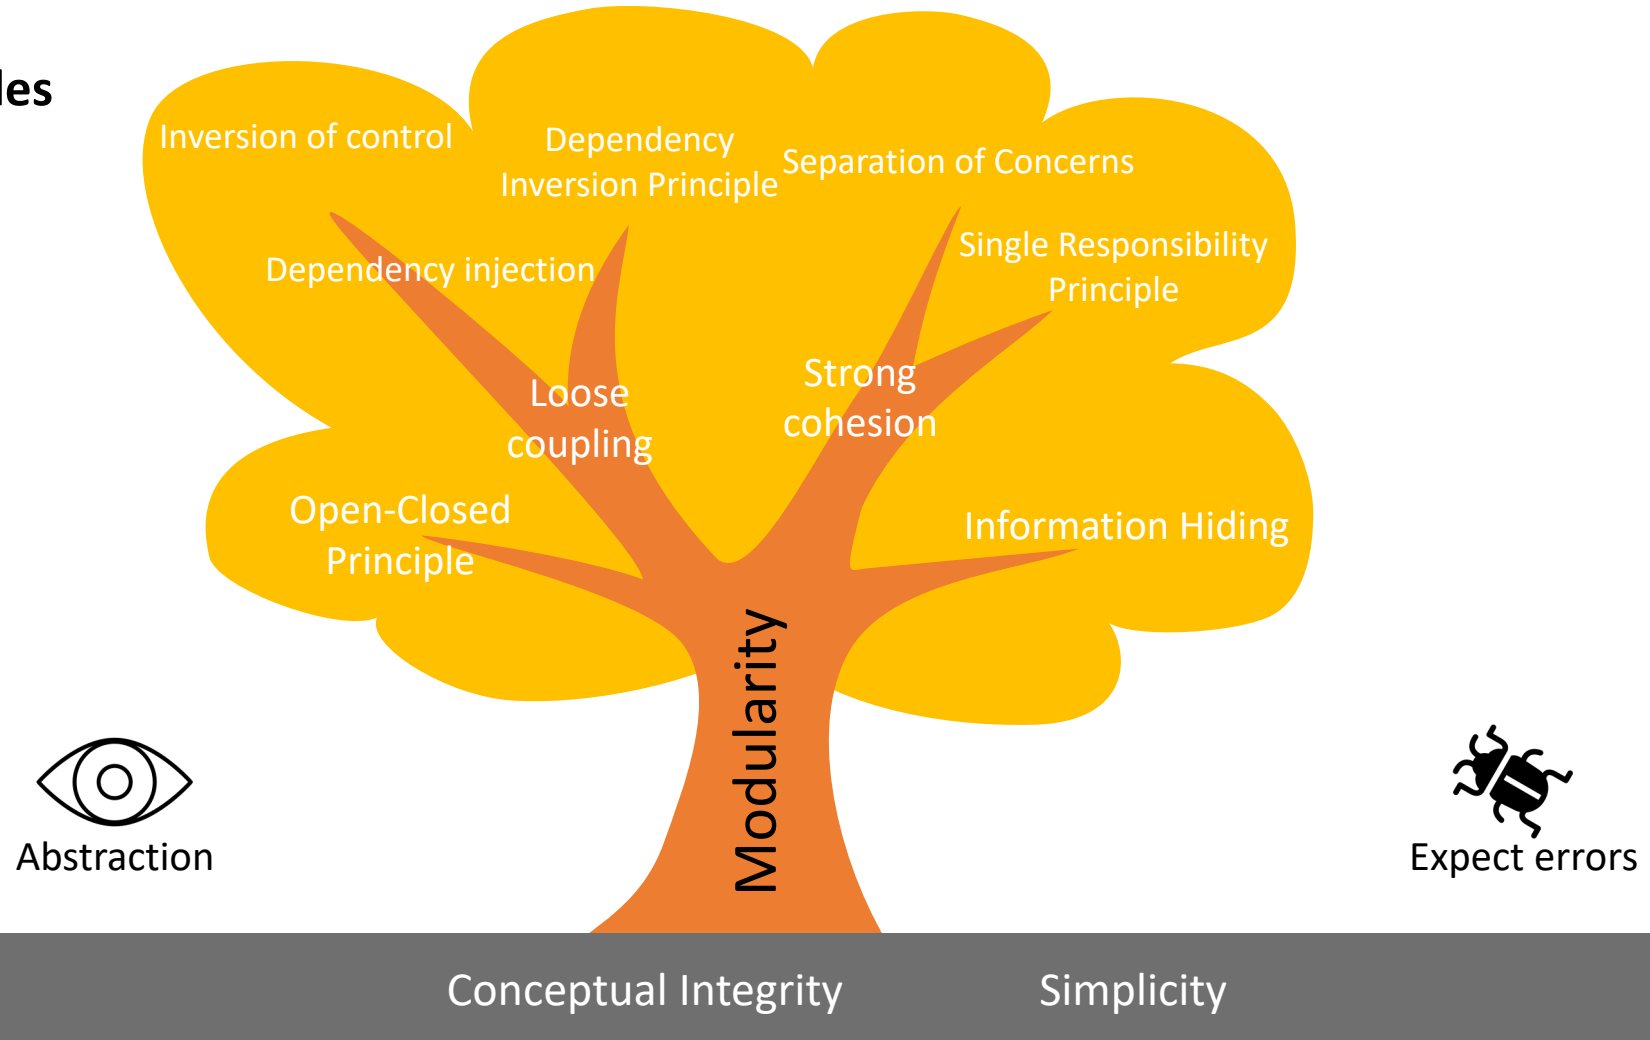 les
Inversion of control
Dependency
Inversion Principle
Separation of Concerns
Single Responsibility
Principle
Dependency injection
Loose
coupling
Strong
cohesion
Open-Closed
Principle
Information Hiding
Modularity
Abstraction
Expect errors
Conceptual Integrity
Simplicity